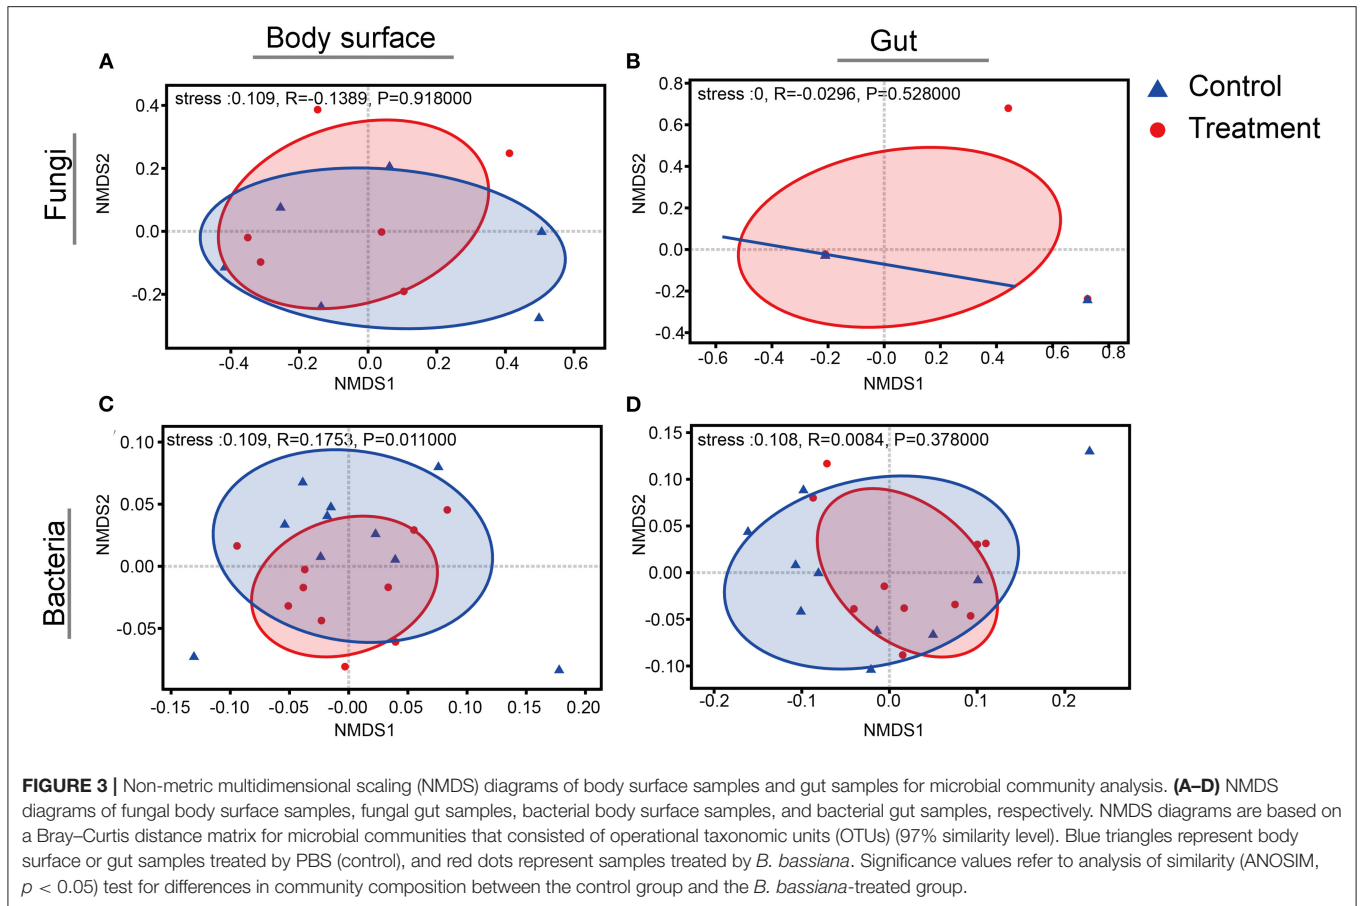 Body surface
Gut
Fungi
Bacteria
Control
Treatment
A
stress :0.109, R=-0.1389, P=0.918000
0.4
0.2
0.0
-0.2
NMDS2
-0.4
-0.2
0.0
0.2
0.4
0.6
NMDS1
B
stress :0, R=-0.0296, P=0.528000
0.8
0.6
0.4
0.2
0.0
-0.2
-0.4
NMDS2
-0.6
-0.4
-0.2
-0.0
0.2
0.4
0.6
0.8
NMDS1
C
stress :0.109, R=0.1753, P=0.011000
0.10
0.05
0.00
-0.05
NMDS2
-0.15
-0.10
-0.05
-0.00
0.05
0.10
0.15
0.20
NMDS1
D
stress :0.108, R=0.0084, P=0.378000
0.15
0.10
0.05
0.00
-0.05
-0.10
NMDS2
-0.2
-0.1
0.0
0.1
0.2
NMDS1
FIGURE 3 | Non-metric multidimensional scaling (NMDS) diagrams of body surface samples and gut samples for microbial community analysis. (A–D) NMDS
diagrams of fungal body surface samples, fungal gut samples, bacterial body surface samples, and bacterial gut samples, respectively. NMDS diagrams are based on
a Bray–Curtis distance matrix for microbial communities that consisted of operational taxonomic units (OTUs) (97% similarity level). Blue triangles represent body
surface or gut samples treated by PBS (control), and red dots represent samples treated by B. bassiana. Significance values refer to analysis of similarity (ANOSIM,
p < 0.05) test for differences in community composition between the control group and the B. bassiana-treated group.